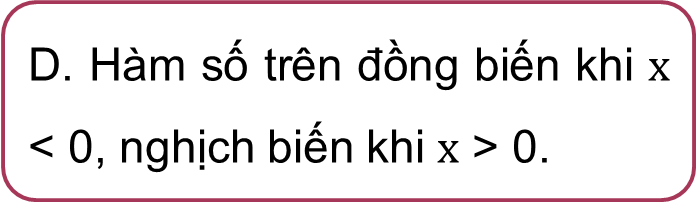 D. Hàm số trên đồng biến khi x
< 0, nghịch biến khi x > 0.